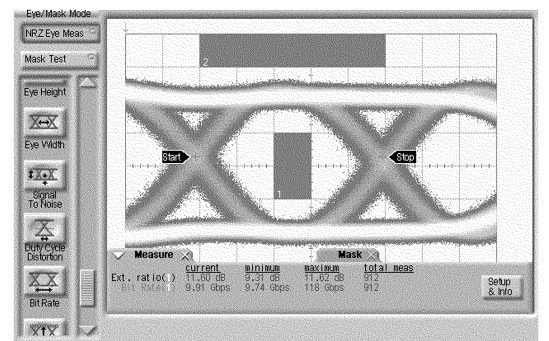 Eye/Mask Mode
NRZ Eye Meas
Mask Test
Eye Height
Eye Width
Signal
To Noise
Duty Cycle
Distortion
Bit Rate
2
Start
Stop
1
Measure
Mask
current minimum maximum total meas
Ext. ratio(1) 11.60 dB 9.31 dB 11.62 dB 912
Bit Rate(1) 9.91 Gbps 9.74 Gbps 118 Gbps 912
Setup
& Info